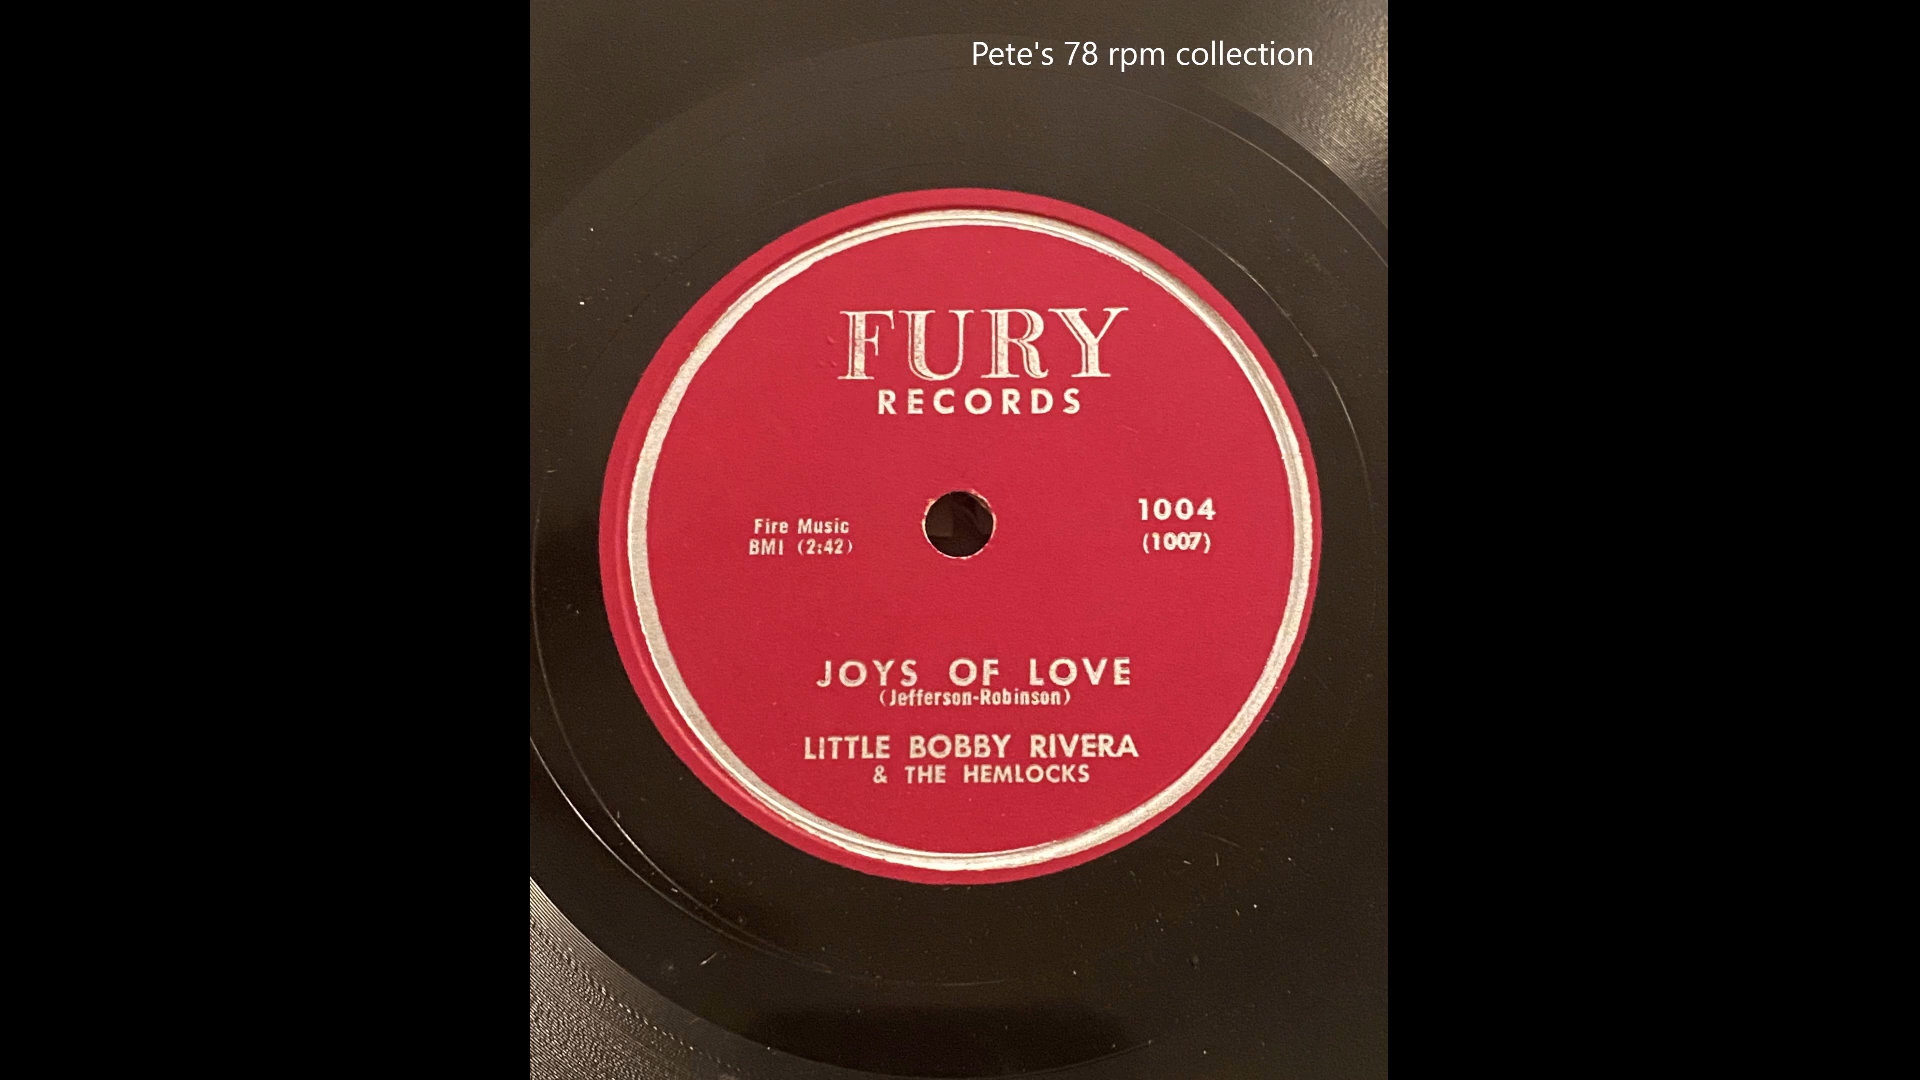 Pete's 78 rpm collection
FURY
RECORDS
Fire Music
BMI (2:42)
1004
(1007)
JOYS OF LOVE
(Jefferson-Robinson)
LITTLE BOBBY RIVERA
& THE HEMLOCKS